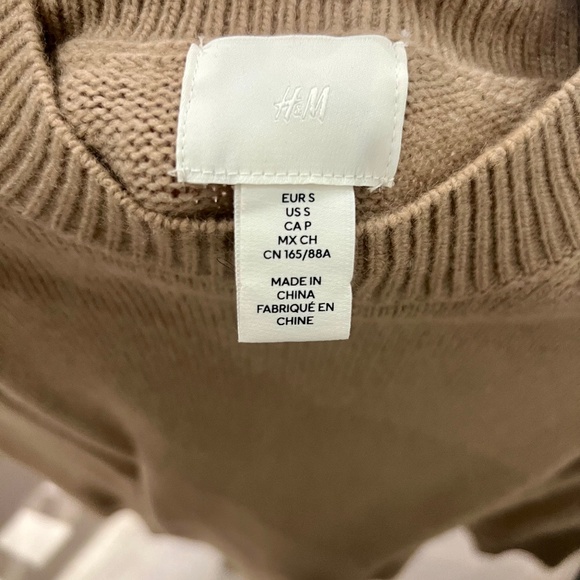 H&M
EUR S
US S
CA P
MX CH
CN 165/88A
MADE IN
CHINA
FABRIQUÉ EN
CHINE